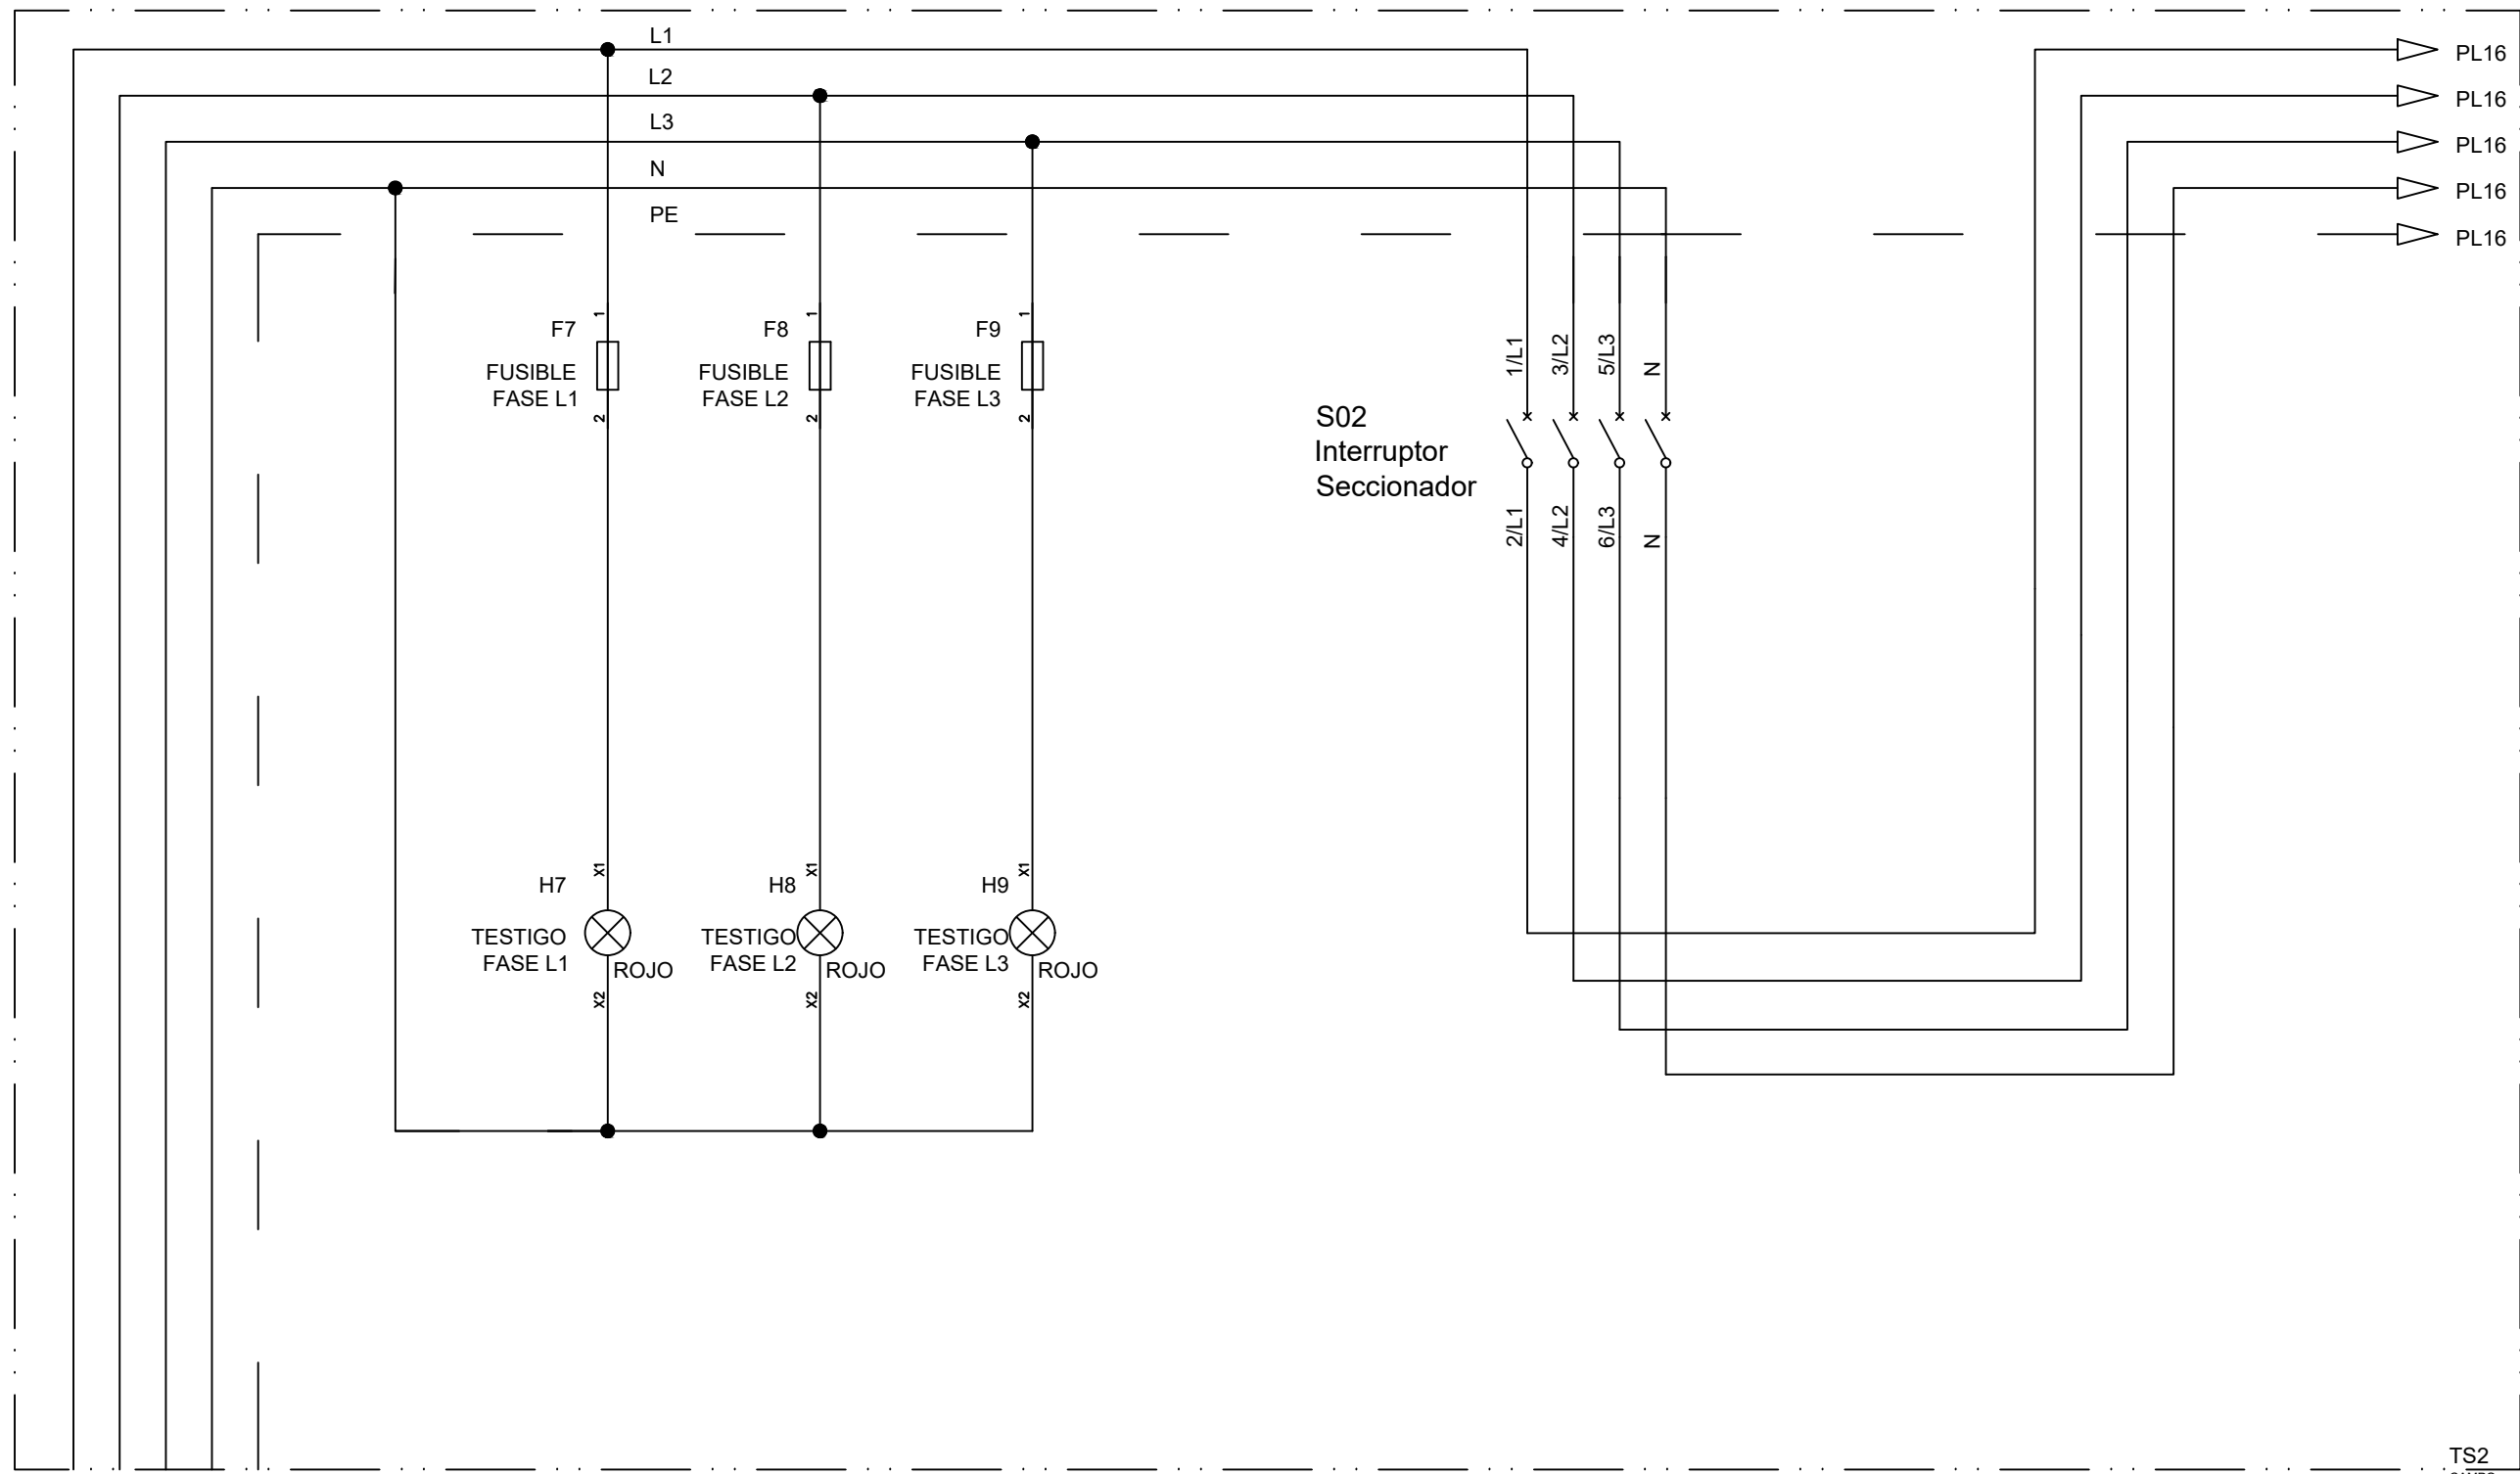 L1
PL16
L2
PL16
L3
PL16
N
PL16
PE
PL16
1
1
1
F7
F8
F9
FUSIBLE
FASE L1
FUSIBLE
FASE L2
FUSIBLE
FASE L3
2
2
2
1/L1
3/L2
5/L3
N
S02
Interruptor
Seccionador
2/L1
4/L2
6/L3
N
X1
X1
X1
H7
H8
H9
TESTIGO
FASE L1
ROJO
TESTIGO
FASE L2
ROJO
TESTIGO
FASE L3
ROJO
X2
X2
X2
TS2